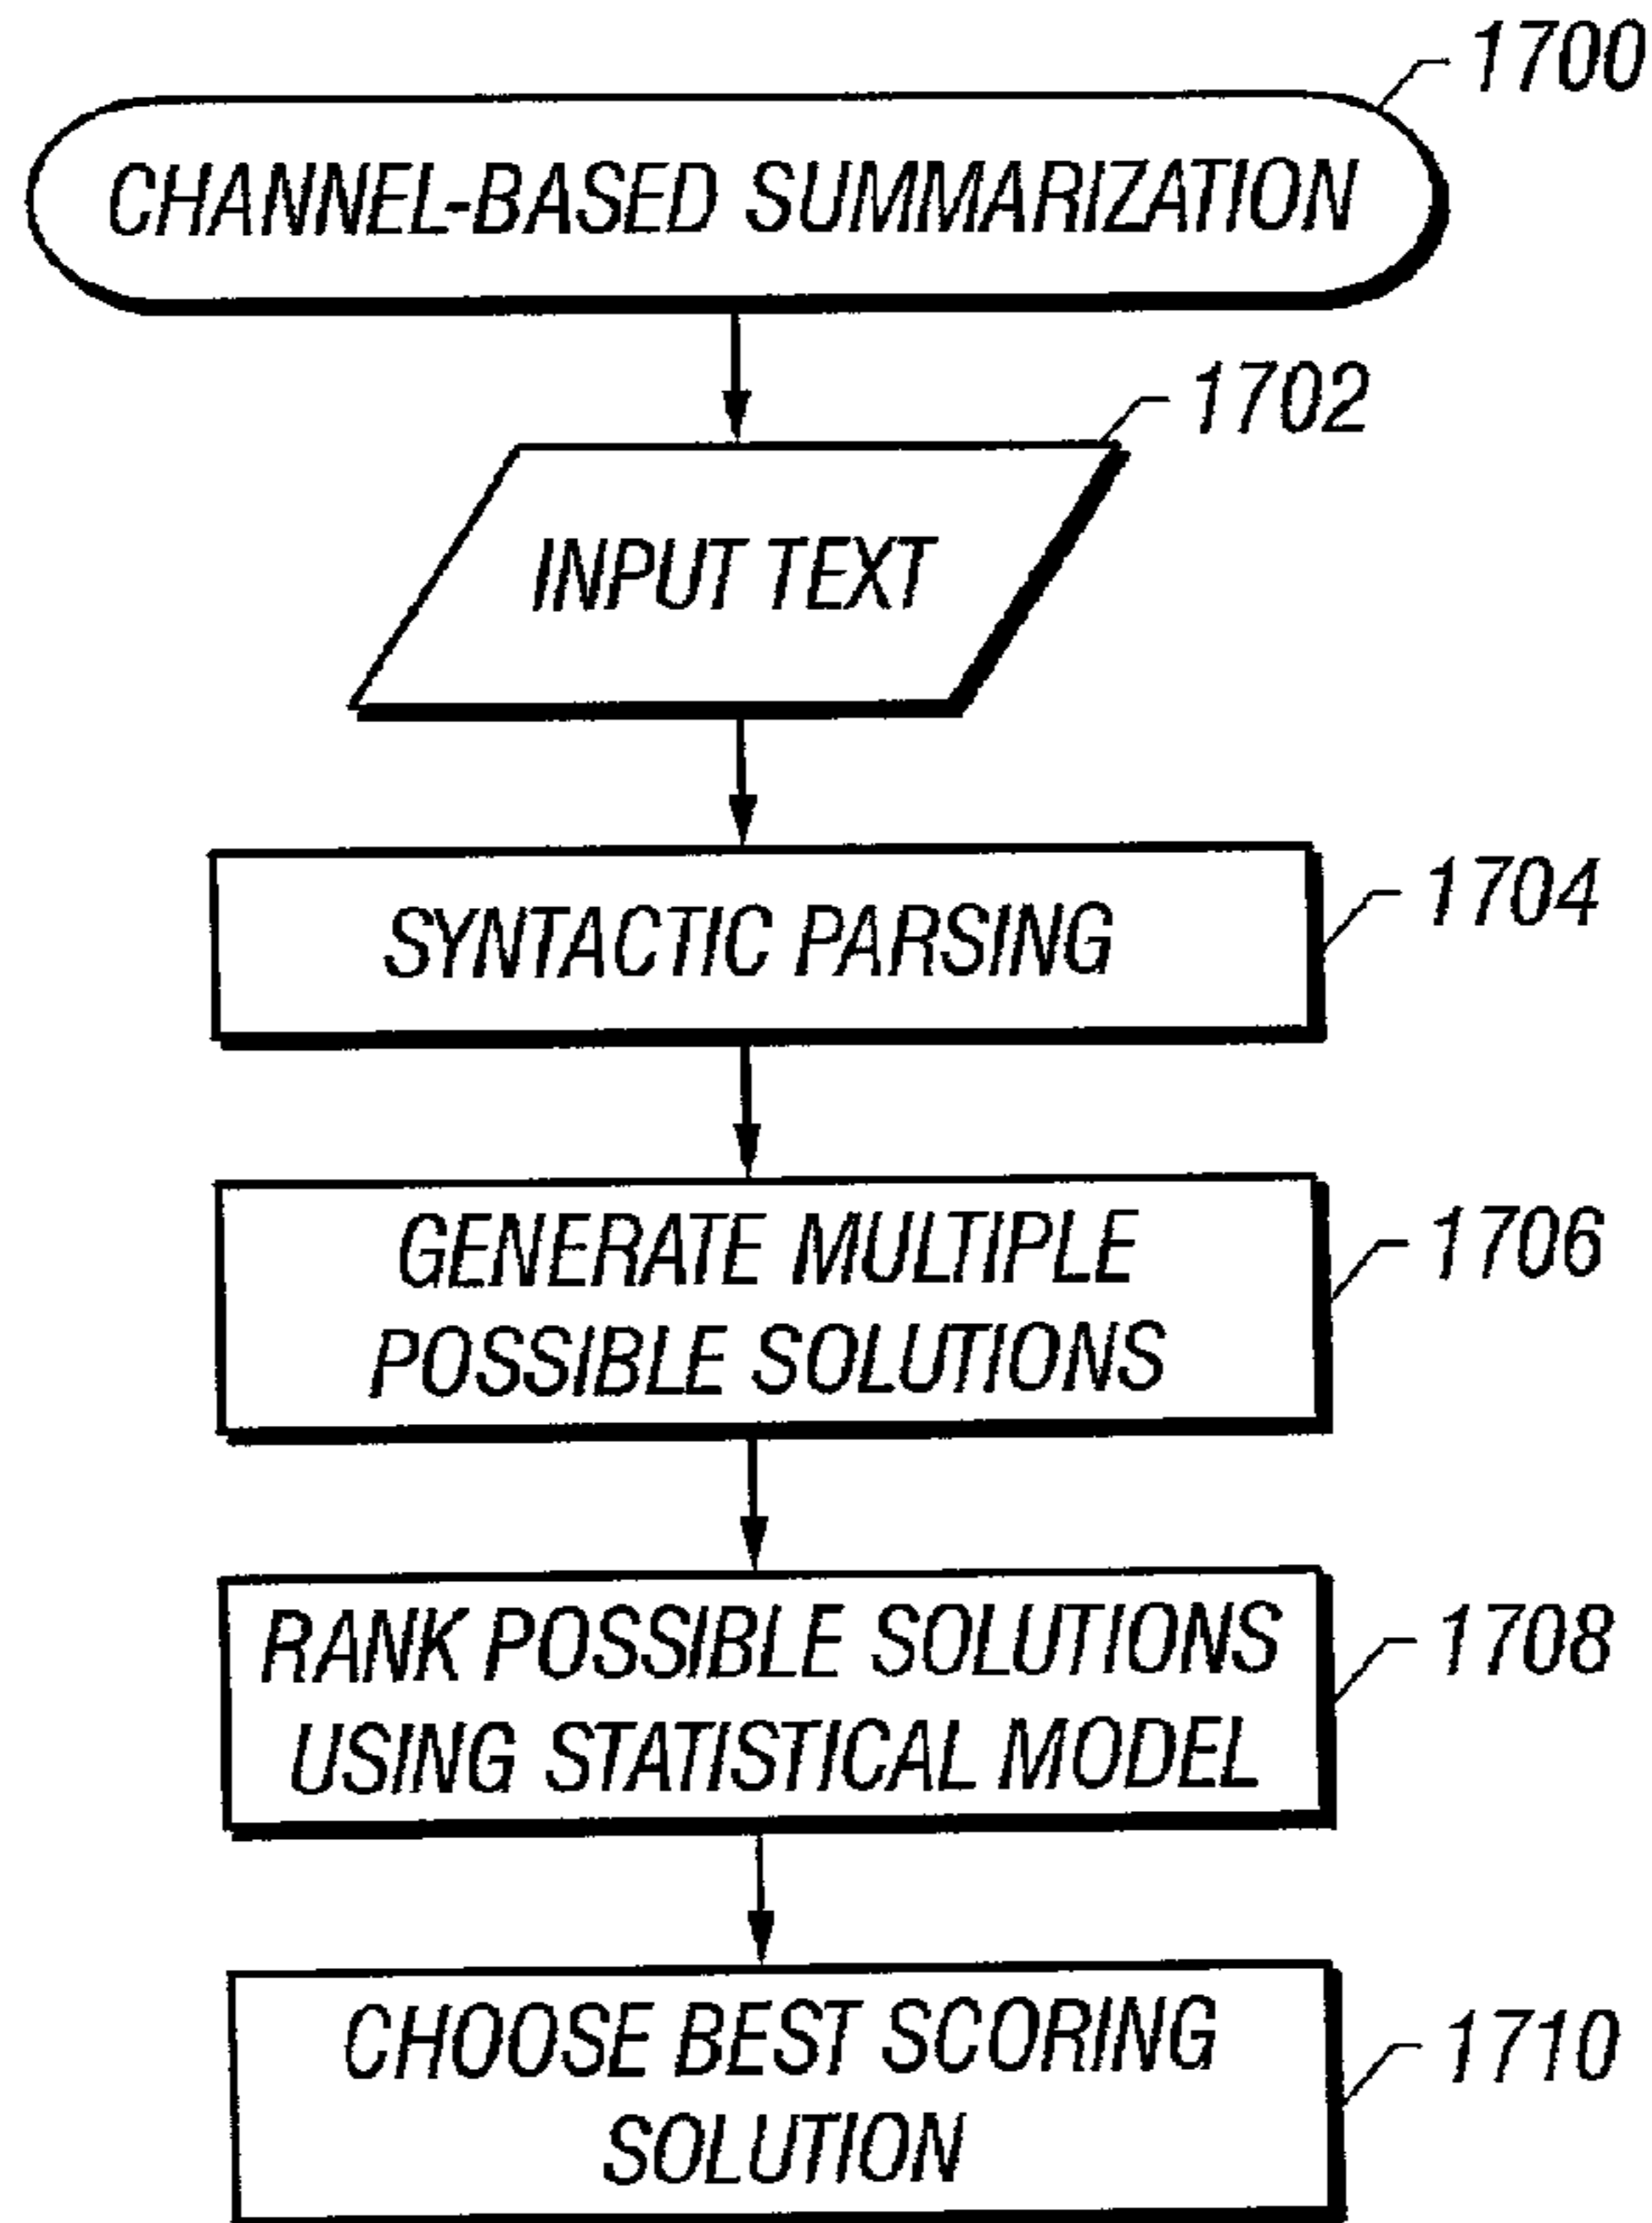 1700
CHANNEL-BASED SUMMARIZATION
1702
INPUT TEXT
SYNTACTIC PARSING
1704
GENERATE MULTIPLE
POSSIBLE SOLUTIONS
1706
RANK POSSIBLE SOLUTIONS
USING STATISTICAL MODEL
1708
CHOOSE BEST SCORING
SOLUTION
1710